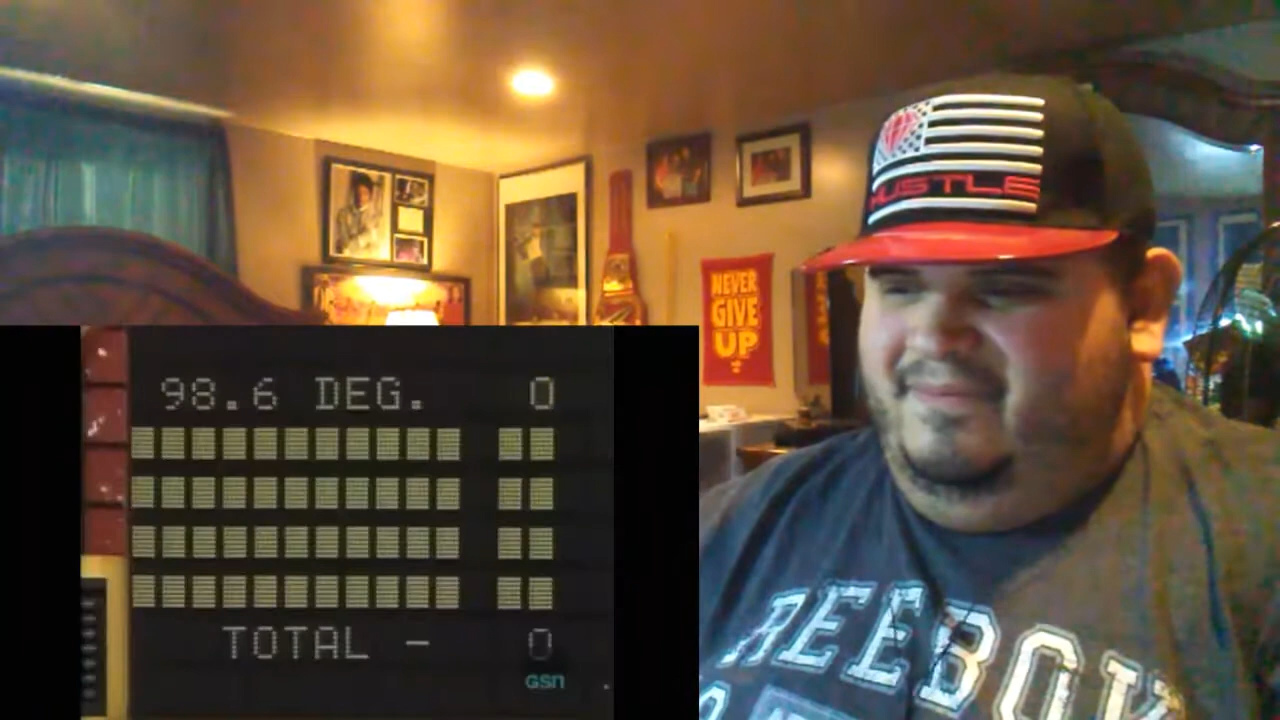 HUSTLE
NEVER
GIVE
UP
98.6 DEG. 0
TOTAL - 0
GSN
REEBOK